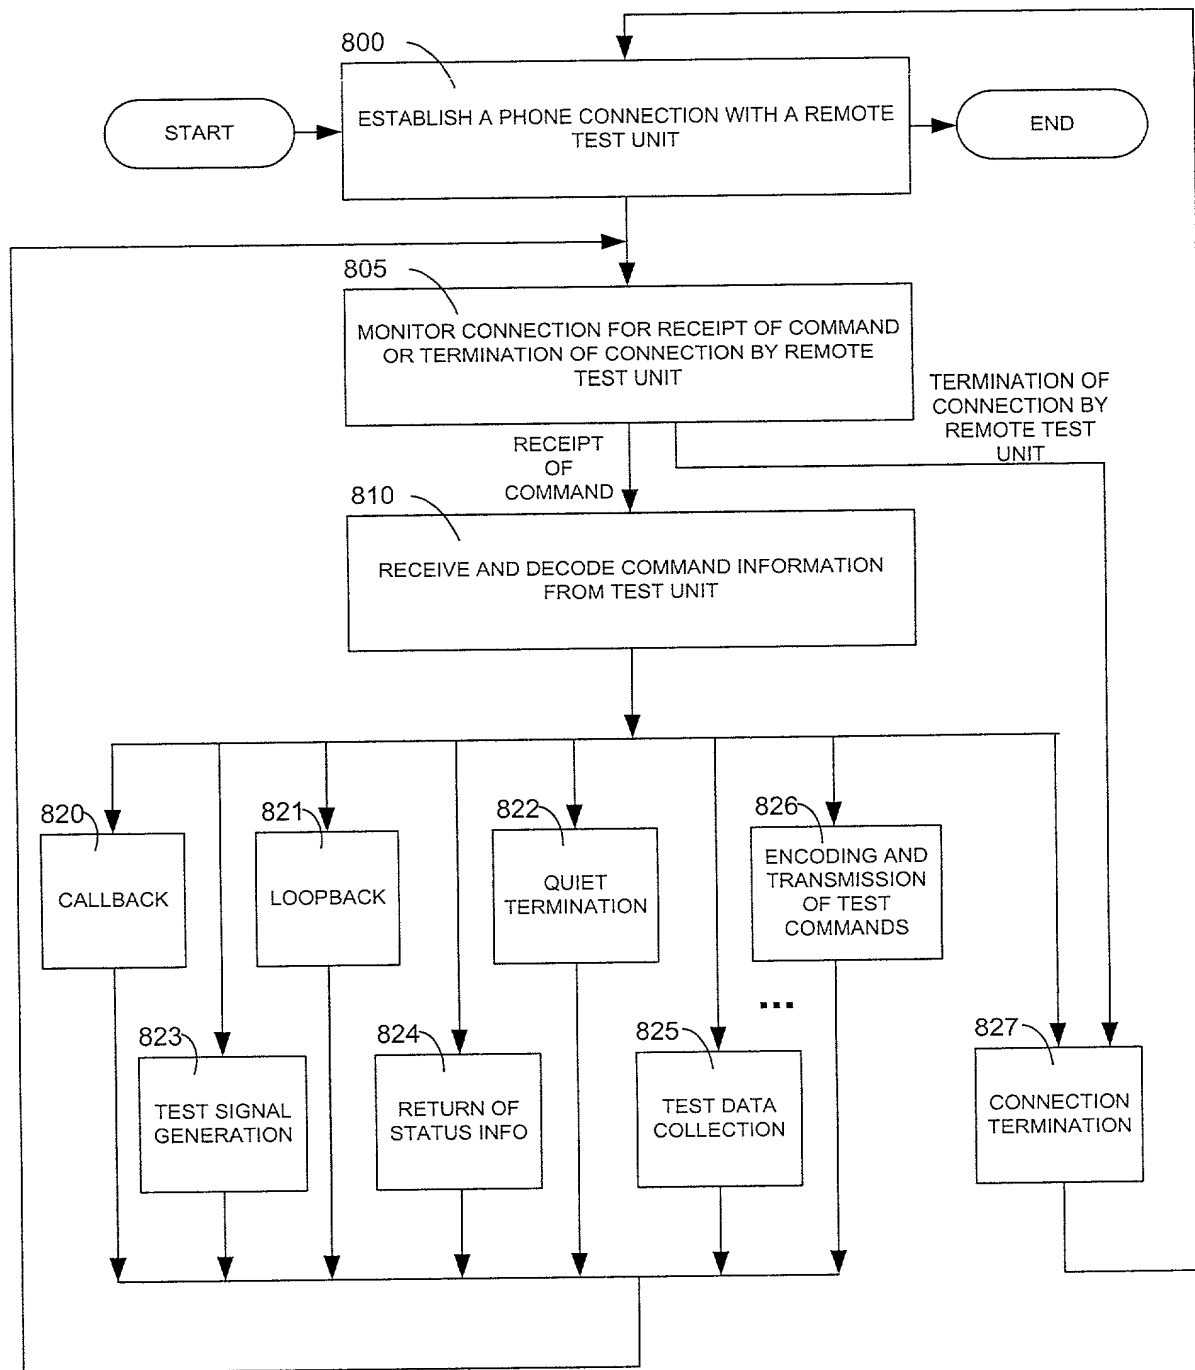 800
START
ESTABLISH A PHONE CONNECTION WITH A REMOTE
TEST UNIT
END
805
MONITOR CONNECTION FOR RECEIPT OF COMMAND
OR TERMINATION OF CONNECTION BY REMOTE
TEST UNIT
TERMINATION OF
CONNECTION BY
REMOTE TEST
UNIT
RECEIPT
OF
COMMAND
810
RECEIVE AND DECODE COMMAND INFORMATION
FROM TEST UNIT
820
CALLBACK
821
LOOPBACK
822
QUIET
TERMINATION
826
ENCODING AND
TRANSMISSION
OF TEST
COMMANDS
...
823
TEST SIGNAL
GENERATION
824
RETURN OF
STATUS INFO
825
TEST DATA
COLLECTION
827
CONNECTION
TERMINATION